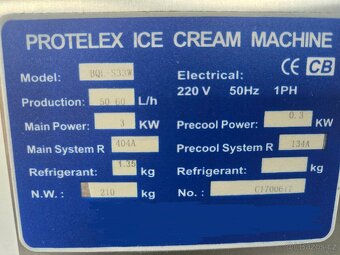 PROTELEX ICE CREAM MACHINE
Model: BQL-S33W Electrical: CE CB
Production: 50-60 L/h 220 V 50Hz 1PH
Main Power: 3 KW Precool Power: 0.3 KW
Main System R 404A Precool System R 134A
Refrigerant: 1.35 kg Refrigerant: kg
N.W.: 210 kg No.: